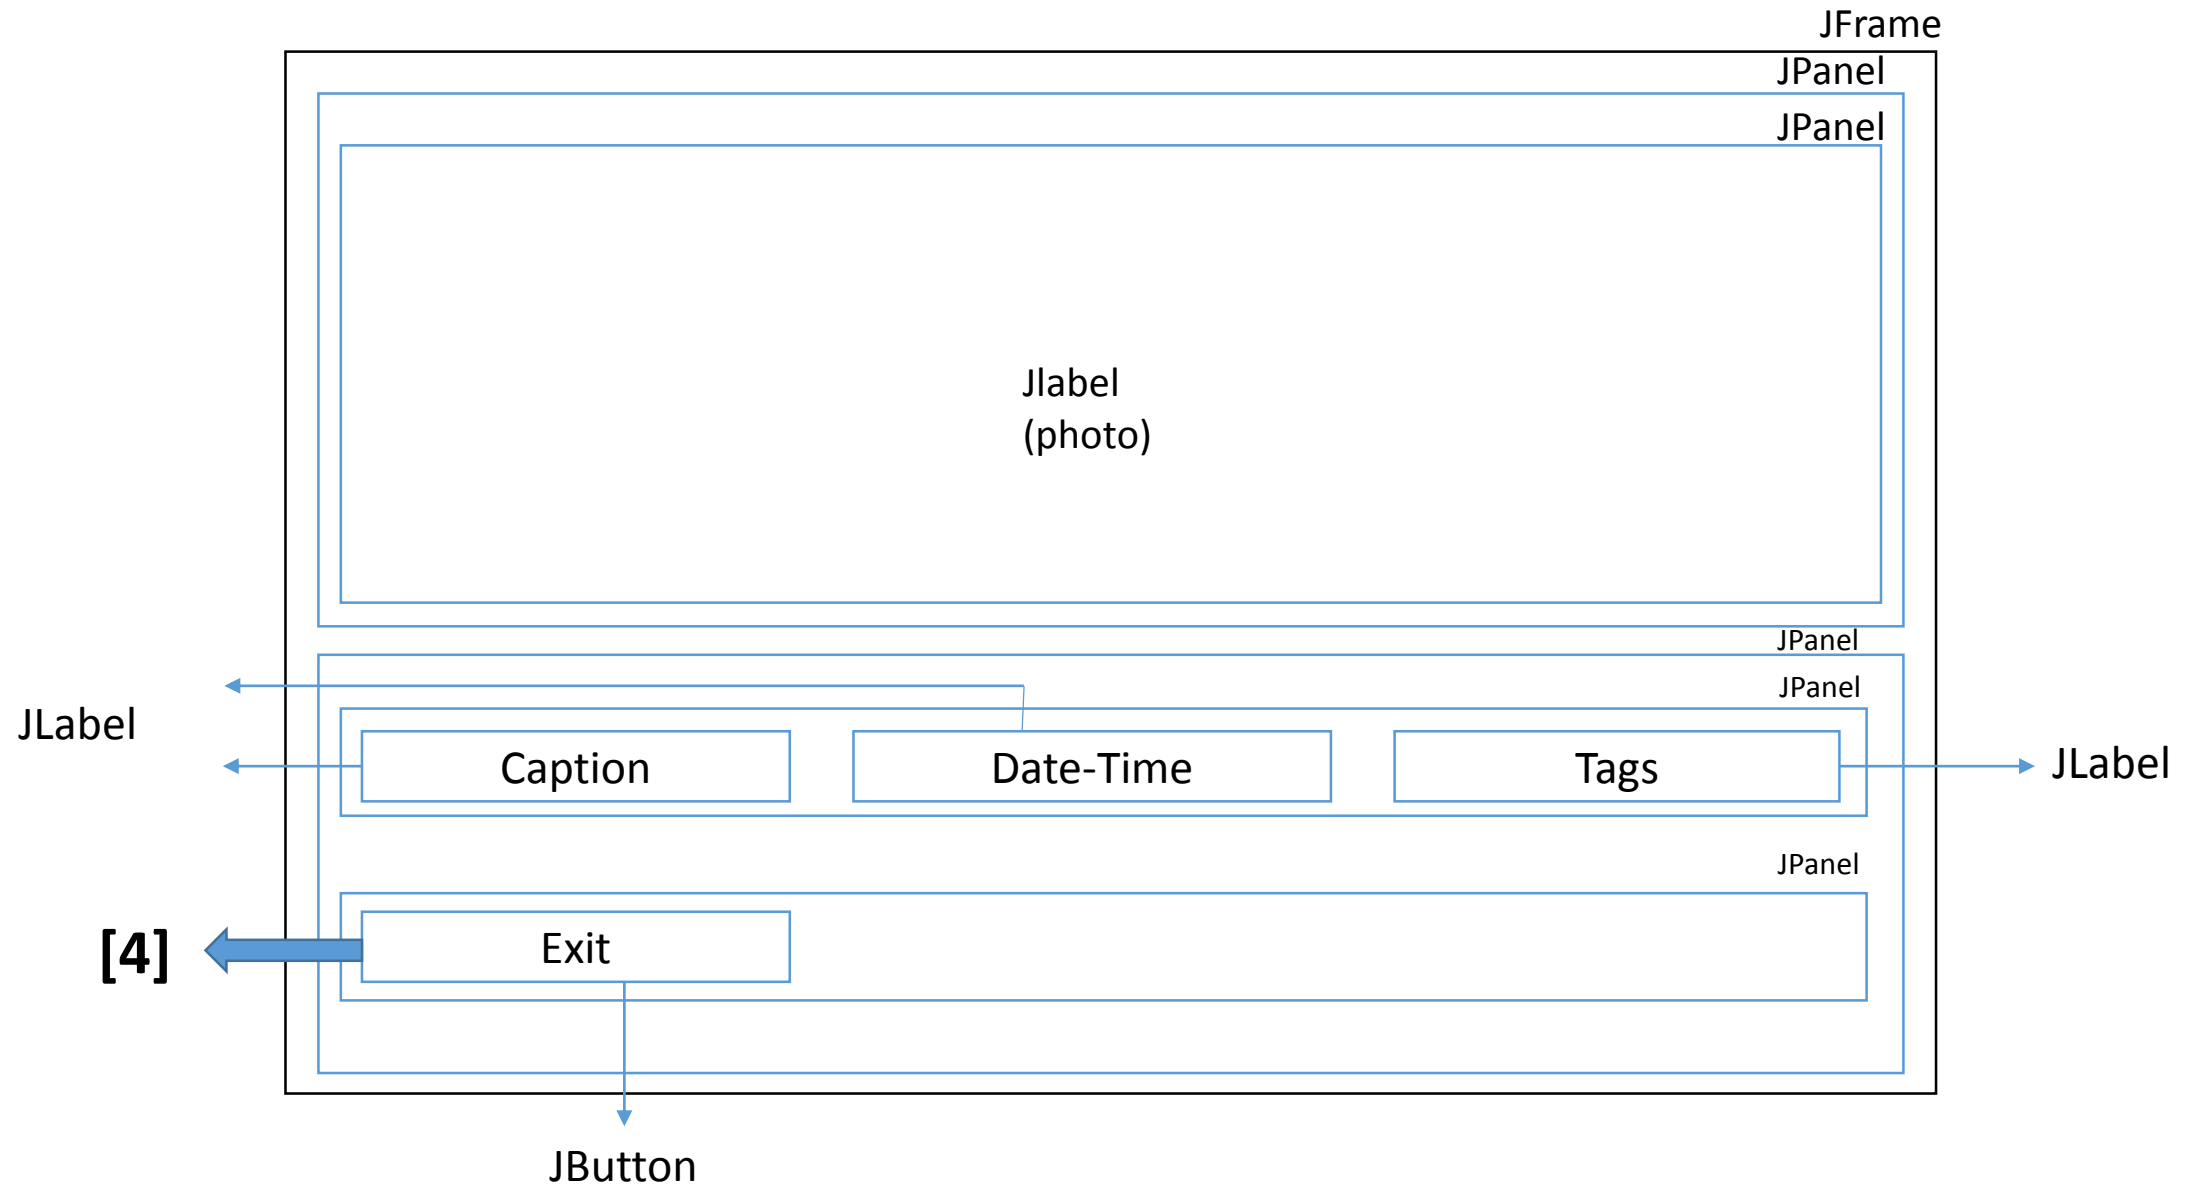 JFrame
JPanel
JPanel
Jlabel
(photo)
JPanel
JPanel
JLabel
Caption
Date-Time
Tags
JLabel
JPanel
[4]
Exit
JButton